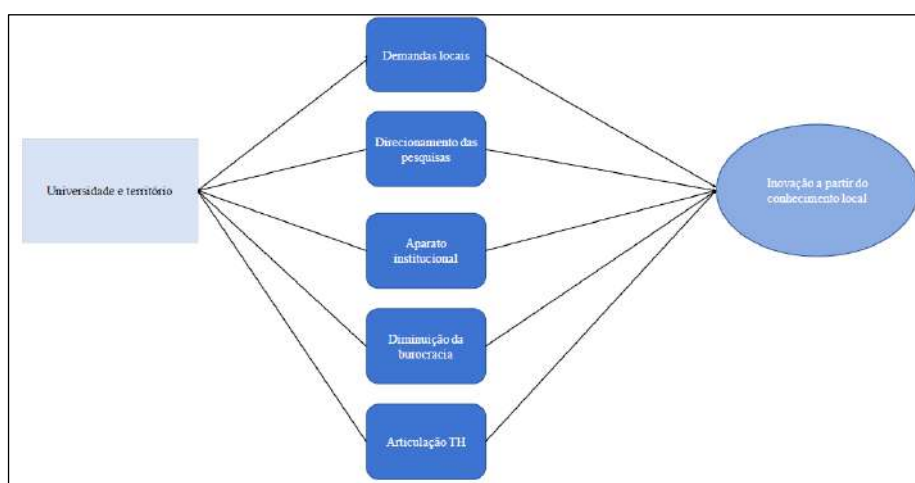 Demandas locais
Direcionamento das
pesquisas
Universidade e território
Inovação a partir do
conhecimento local
Aparato
institucional
Diminuição da
burocracia
Articulação TH